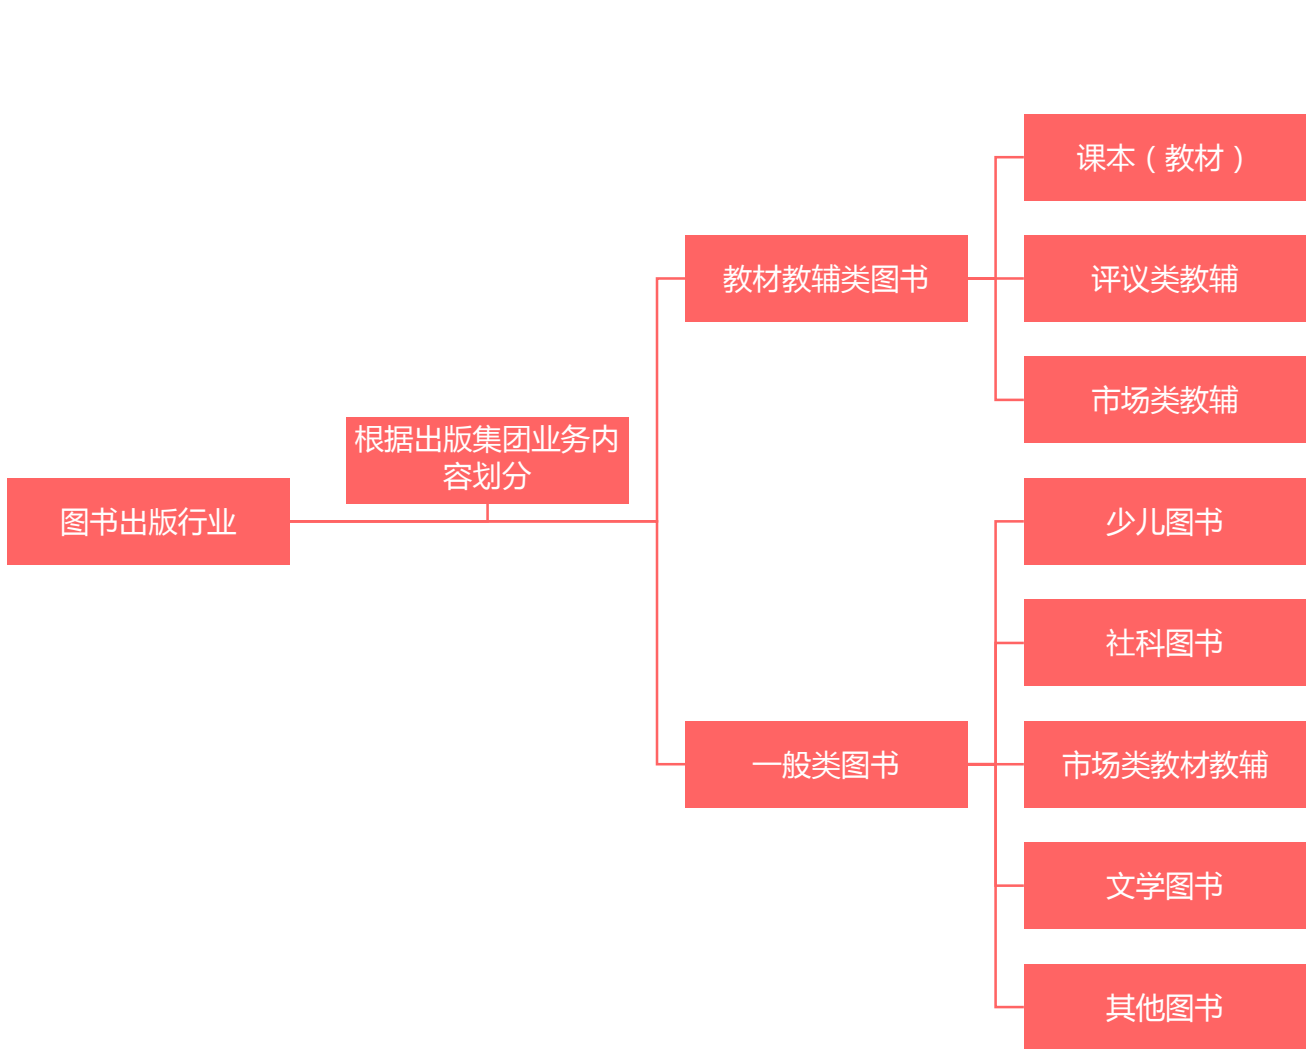 课本（教材）
教材教辅类图书
评议类教辅
市场类教辅
根据出版集团业务内
容划分
图书出版行业
少儿图书
社科图书
一般类图书
市场类教材教辅
文学图书
其他图书